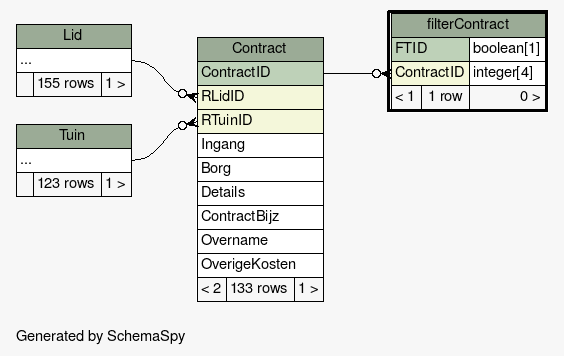 Lid
...
155 rows 1 >
Tuin
...
123 rows 1 >
Contract
ContractID
RLidID
RTuinID
Ingang
Borg
Details
ContractBijz
Overname
OverigeKosten
< 2 133 rows 1 >
filterContract
FTID boolean[1]
ContractID integer[4]
< 1 1 row 0 >
Generated by SchemaSpy